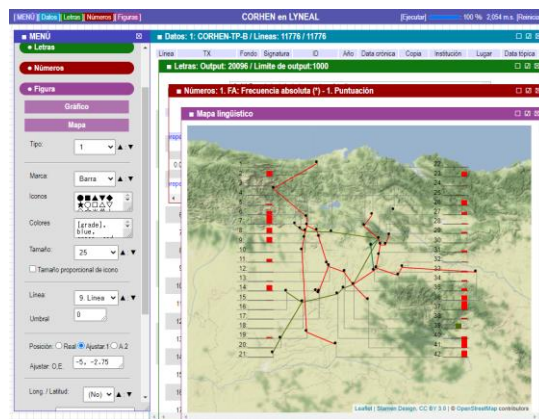 [MENÚ] [Datos] [Letras] [Números] [Figuras]
CORHEN en LYNEAL
[Ejecutar]
100 %, 2,054 m.s. [Reinicia
MENÚ
Letras
Números
Figura
Gráfico
Mapa
Tipo:
1
Marca:
Barra
Iconos
Colores
[grade],
blue,
Tamaño:
25
Tamaño proporcional de icono
Línea:
9. Línea
Umbral
0
Posición: Real Ajustar:1 A.2
Ajustar: O,E.
-5, -2.75
Long. / Latitud:
(No)
Datos: 1: CORHEN-TP-B / Lineas: 11776 / 11776
Linea TX Fondo Signatura ID Año Data crónica Copia Institución Lugar Data tópica
Letras: Output: 20096 / Límite de output:1000
Números: 1. FA: Frecuencia absoluta (*) - 1. Puntuación
Mapa lingüístico
1
2
3
4
5
6
7
8
9
10
11
12
13
14
15
16
17
18
19
20
21
22
23
24
25
26
27
28
29
30
31
32
33
34
35
36
37
38
39
40
41
42
Leaflet | Stamen Design, CC BY 3.0 | © OpenStreetMap contributors